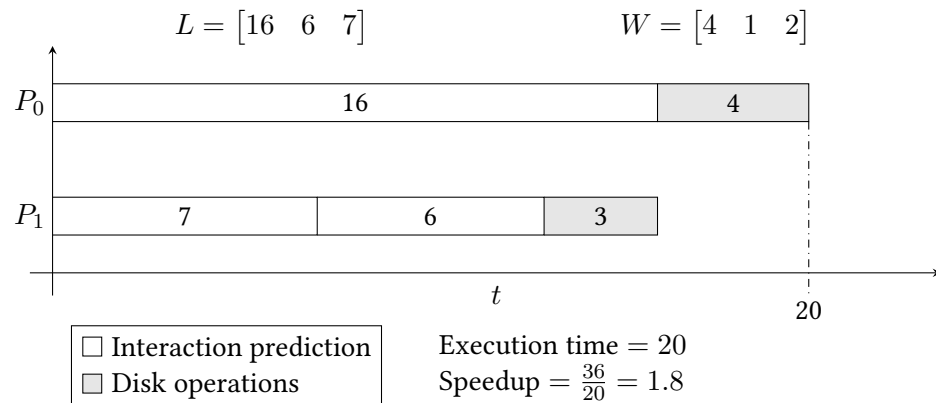 L = [16 6 7] W = [4 1 2]
P₀ 16 4
P₁ 7 6 3
t
20
Interaction prediction
Disk operations
Execution time = 20
Speedup = 36/20 = 1.8